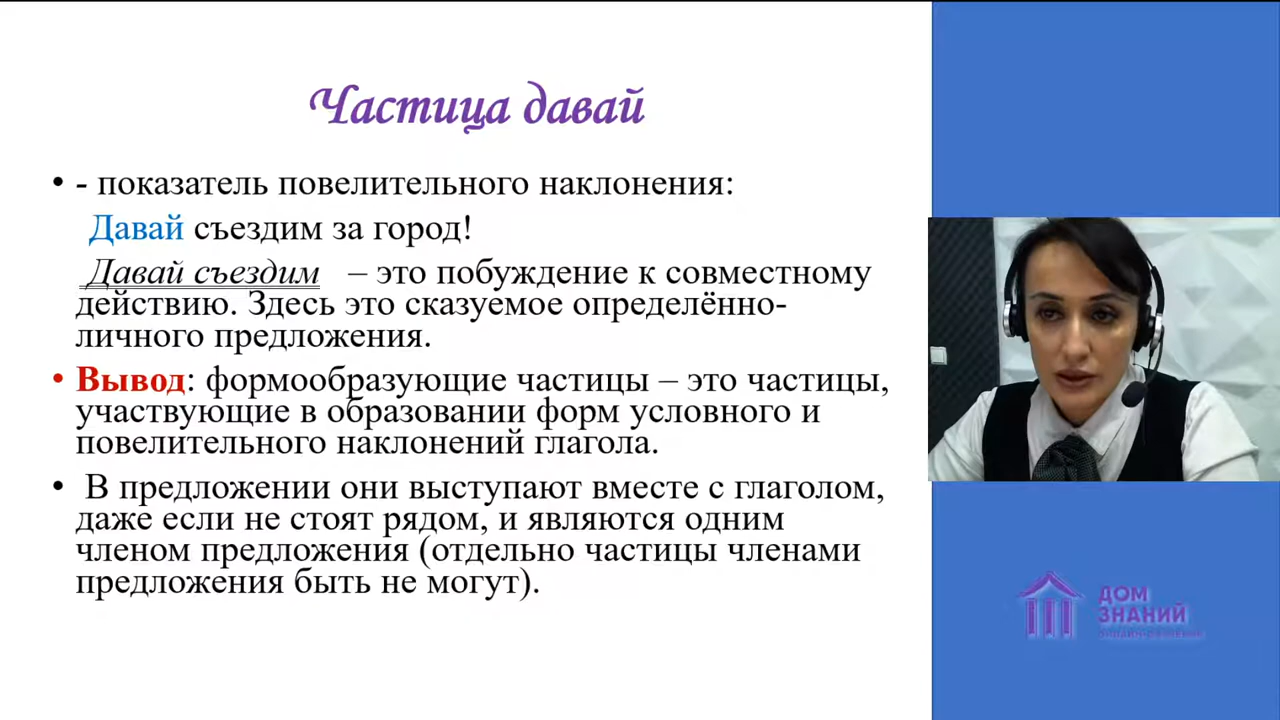 Частица давай
• - показатель повелительного наклонения:
Давай съездим за город!
Давай съездим – это побуждение к совместному
действию. Здесь это сказуемое определённо-
личного предложения.
• Вывод: формообразующие частицы – это частицы,
участвующие в образовании форм условного и
повелительного наклонений глагола.
• В предложении они выступают вместе с глаголом,
даже если не стоят рядом, и являются одним
членом предложения (отдельно частицы членами
предложения быть не могут).
ДОМ
ЗНАНИЙ